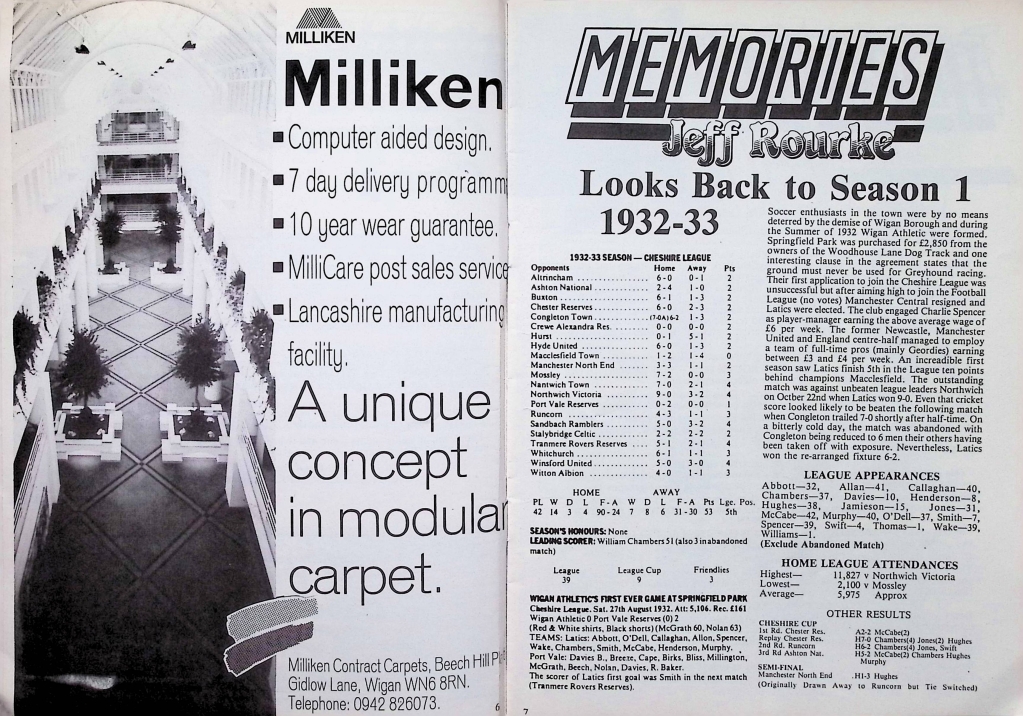 MILLIKEN
Milliken
Computer aided design.
7 day delivery programm
10 year wear guarantee.
MilliCare post sales service
Lancashire manufacturing
facility.
A unique
concept
in modular
carpet.
Milliken Contract Carpets, Beech Hill
Gidlow Lane, Wigan WN6 8RN.
Telephone: 0942 826073.
6
MEMORIES
Jeff Rourke
Looks Back to Season 1
1932-33
1932-33 SEASON — CHESHIRE LEAGUE
Opponents Home Away Pts
Altrincham 6-0 0-1 2
Ashton National 2-4 1-0 2
Buxton 6-1 1-3 2
Chester Reserves 6-0 2-3 2
Congleton Town (7-0A) 6-2 1-3 2
Crewe Alexandra Res. 0-0 0-0 2
Hurst 0-1 5-1 2
Hyde United 6-0 1-3 2
Macclesfield Town 1-2 1-4 0
Manchester North End 3-3 1-1 2
Mossley 7-2 0-0 3
Nantwich Town 7-0 2-1 4
Northwich Victoria 9-0 3-2 4
Port Vale Reserves 0-2 0-0 1
Runcorn 4-3 1-1 3
Sandbach Ramblers 5-0 3-2 4
Stalybridge Celtic 2-2 2-2 2
Tranmere Rovers Reserves 5-1 2-1 4
Whitchurch 6-1 1-1 3
Winsford United 5-0 3-0 4
Witton Albion 4-0 1-1 3
HOME AWAY
PL W D L F-A W D L F-A Pts Lge. Pos.
42 14 3 4 90-24 7 8 6 31-30 53 5th
SEASON'S HONOURS: None
LEADING SCORER: William Chambers 51 (also 3 in abandoned
match)
League League Cup Friendlies
39 9 3
WIGAN ATHLETIC'S FIRST EVER GAME AT SPRINGFIELD PARK
Cheshire League. Sat. 27th August 1932. Att: 5,106. Rec. £161
Wigan Athletic 0 Port Vale Reserves (0) 2
(Red & White shirts, Black shorts) (McGrath 60, Nolan 63)
TEAMS: Latics: Abbott, O'Dell, Callaghan, Allon, Spencer,
Wake, Chambers, Smith, McCabe, Henderson, Murphy.
Port Vale: Davies B., Breeze, Cape, Birks, Bliss, Millington,
McGrath, Beech, Nolan, Davies, R. Baker.
The scorer of Latics first goal was Smith in the next match
(Tranmere Rovers Reserves).
7
Soccer enthusiasts in the town were by no means
deterred by the demise of Wigan Borough and during
the Summer of 1932 Wigan Athletic were formed.
Springfield Park was purchased for £2,850 from the
owners of the Woodhouse Lane Dog Track and one
interesting clause in the agreement states that the
ground must never be used for Greyhound racing.
Their first application to join the Cheshire League was
unsuccessful but after aiming high to join the Football
League (no votes) Manchester Central resigned and
Latics were elected. The club engaged Charlie Spencer
as player-manager earning the above average wage of
£6 per week. The former Newcastle, Manchester
United and England centre-half managed to employ
a team of full-time pros (mainly Geordies) earning
between £3 and £4 per week. An increadible first
season saw Latics finish 5th in the League ten points
behind champions Macclesfield. The outstanding
match was against unbeaten league leaders Northwich
on Octber 22nd when Latics won 9-0. Even that cricket
score looked likely to be beaten the following match
when Congleton trailed 7-0 shortly after half-time. On
a bitterly cold day, the match was abandoned with
Congleton being reduced to 6 men their others having
been taken off with exposure. Nevertheless, Latics
won the re-arranged fixture 6-2.
LEAGUE APPEARANCES
Abbott—32, Allan—41, Callaghan—40,
Chambers—37, Davies—10, Henderson—8,
Hughes—38, Jamieson—15, Jones—31,
McCabe—42, Murphy—40, O'Dell—37, Smith—7,
Spencer—39, Swift—4, Thomas—1, Wake—39,
Williams—1.
(Exclude Abandoned Match)
HOME LEAGUE ATTENDANCES
Highest— 11,827 v Northwich Victoria
Lowest— 2,100 v Mossley
Average— 5,975 Approx
OTHER RESULTS
CHESHIRE CUP
1st Rd. Chester Res. A2-2 McCabe(2)
Replay Chester Res. H7-0 Chambers(4) Jones(2) Hughes
2nd Rd. Runcorn H6-2 Chambers(4) Jones, Swift
3rd Rd Ashton Nat. H5-2 McCabe(2) Chambers Hughes
Murphy
SEMI-FINAL
Manchester North End .H1-3 Hughes
(Originally Drawn Away to Runcorn but Tie Switched)